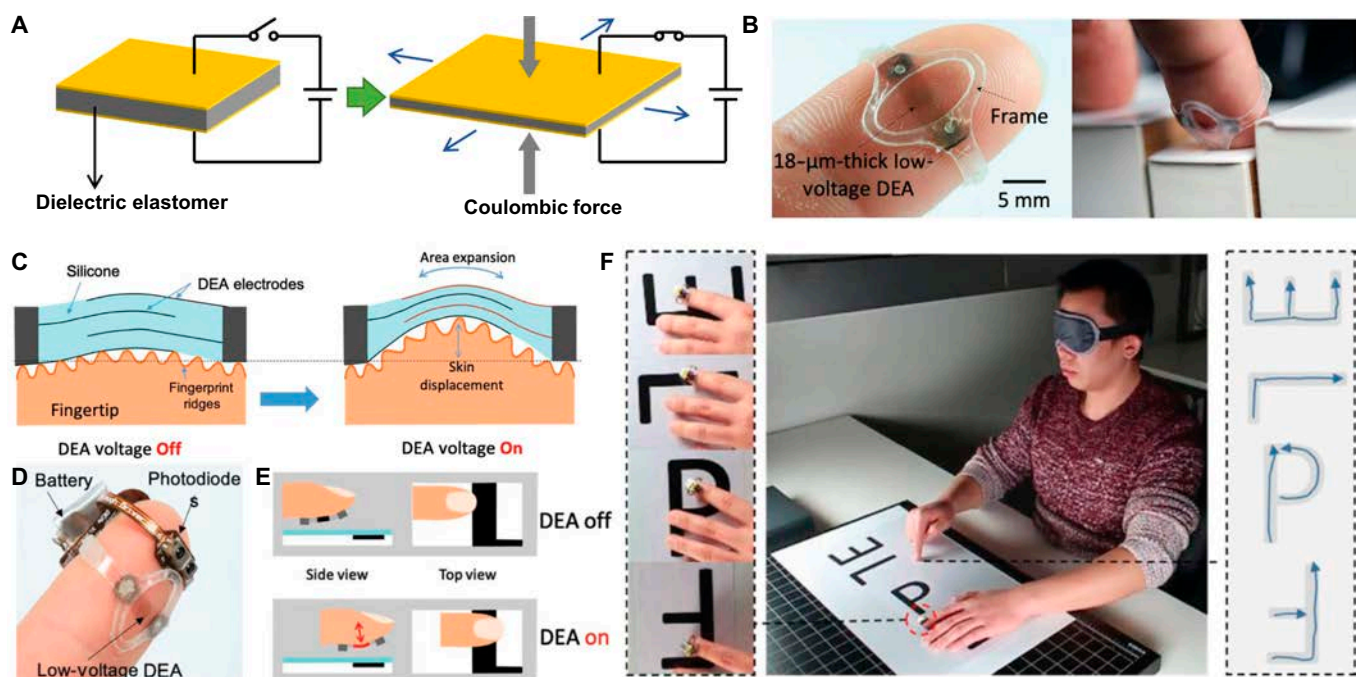 A
Dielectric elastomer
Coulombic force
B
Frame
18-μm-thick low-
voltage DEA
5 mm
C
Silicone
DEA electrodes
Area expansion
Skin
displacement
Fingerprint
ridges
Fingertip
DEA voltage Off
DEA voltage On
D
Battery
Photodiode
s
Low-voltage DEA
E
DEA off
Side view
Top view
DEA on
F
E
L
P
F
E
L
P
E
L
P
F